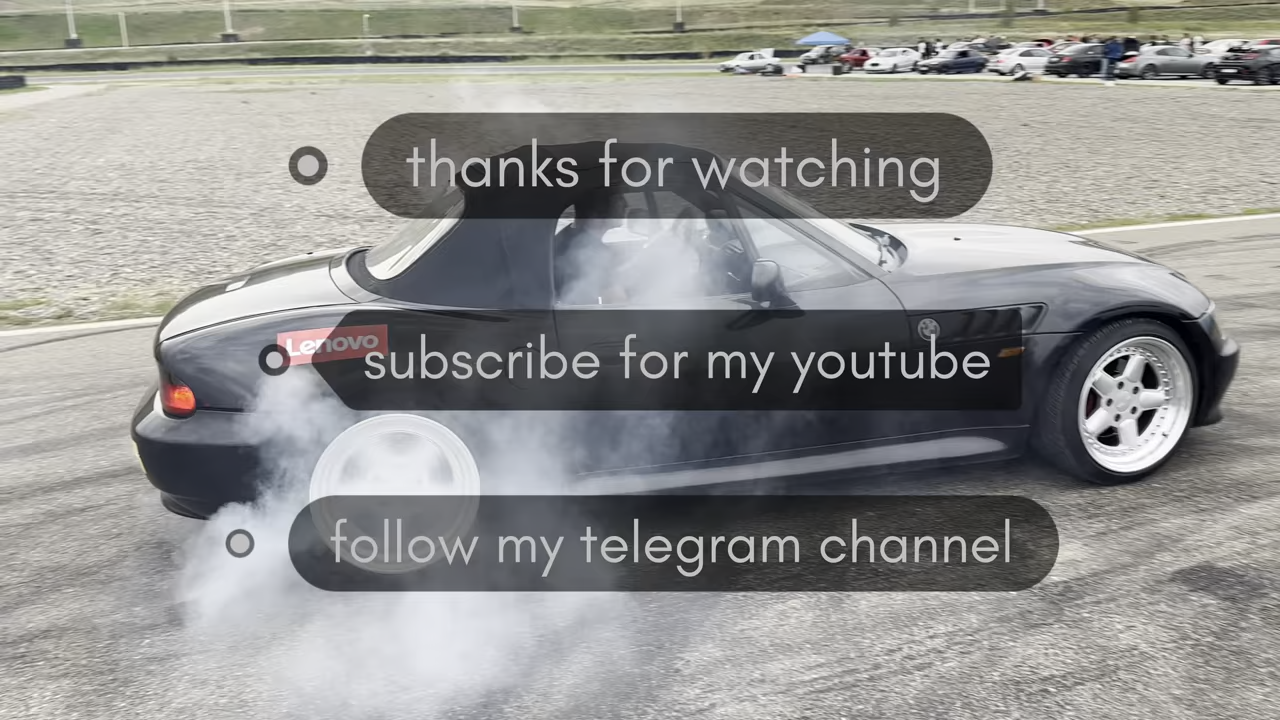 thanks for watching
Lenovo
subscribe for my youtube
follow my telegram channel